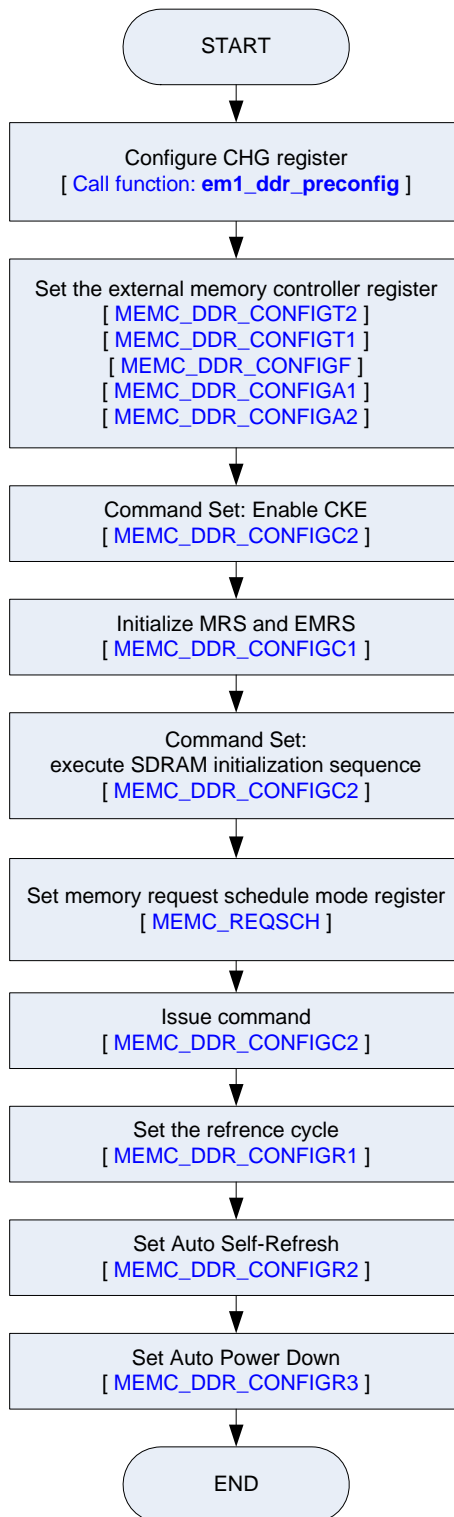 START
Configure CHG register
[ Call function: em1_ddr_preconfig ]
Set the external memory controller register
[ MEMC_DDR_CONFIGT2 ]
[ MEMC_DDR_CONFIGT1 ]
[ MEMC_DDR_CONFIGF ]
[ MEMC_DDR_CONFIGA1 ]
[ MEMC_DDR_CONFIGA2 ]
Command Set: Enable CKE
[ MEMC_DDR_CONFIGC2 ]
Initialize MRS and EMRS
[ MEMC_DDR_CONFIGC1 ]
Command Set:
execute SDRAM initialization sequence
[ MEMC_DDR_CONFIGC2 ]
Set memory request schedule mode register
[ MEMC_REQSCH ]
Issue command
[ MEMC_DDR_CONFIGC2 ]
Set the refrence cycle
[ MEMC_DDR_CONFIGR1 ]
Set Auto Self-Refresh
[ MEMC_DDR_CONFIGR2 ]
Set Auto Power Down
[ MEMC_DDR_CONFIGR3 ]
END